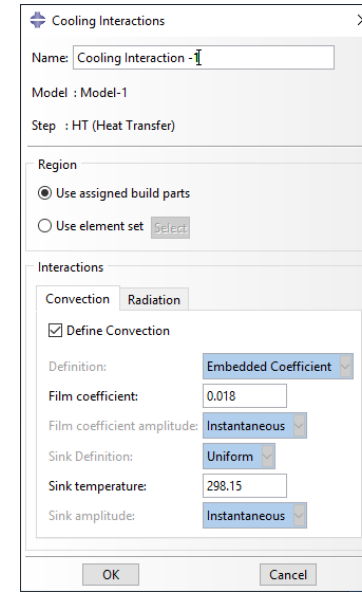 Cooling Interactions
Name: Cooling Interaction -1
Model : Model-1
Step : HT (Heat Transfer)
Region
Use assigned build parts
Use element set Select
Interactions
Convection Radiation
Define Convection
Definition: Embedded Coefficient
Film coefficient: 0.018
Film coefficient amplitude: Instantaneous
Sink Definition: Uniform
Sink temperature: 298.15
Sink amplitude: Instantaneous
OK Cancel